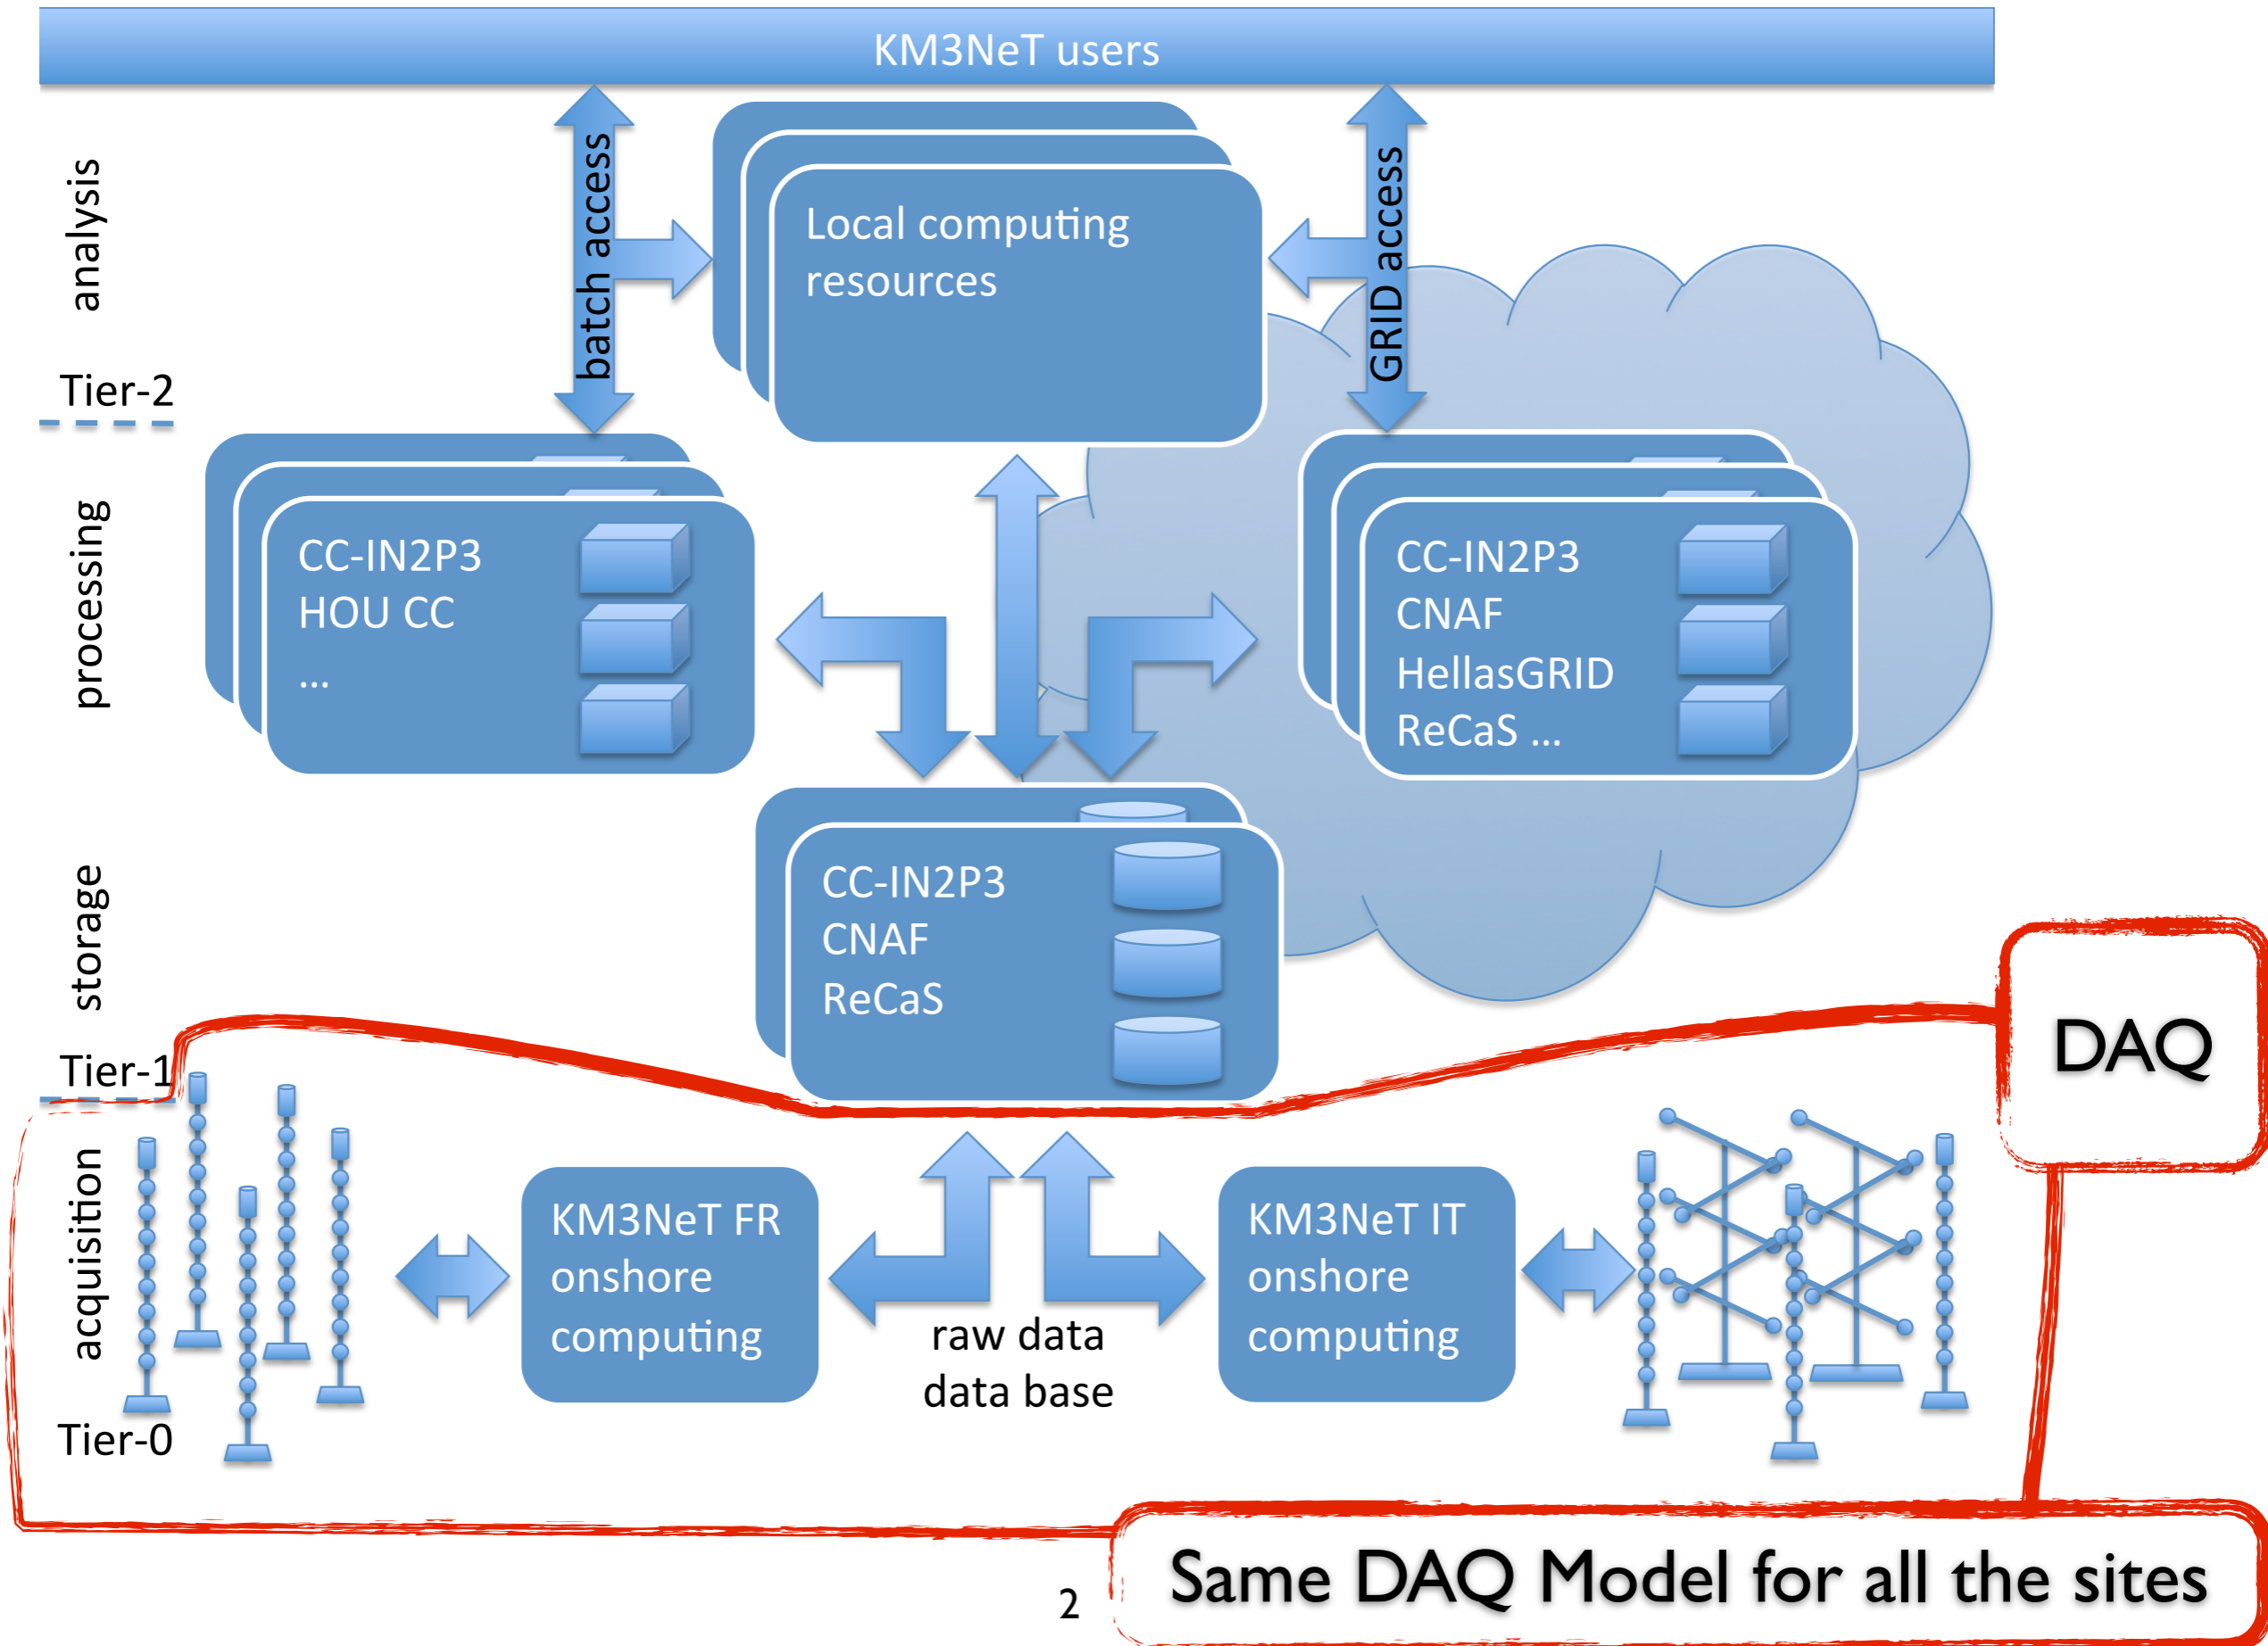 KM3NeT users
analysis
batch access
Local computing
resources
GRID access
Tier-2
processing
CC-IN2P3
HOU CC
...
CC-IN2P3
CNAF
HellasGRID
ReCaS ...
storage
CC-IN2P3
CNAF
ReCaS
DAQ
Tier-1
acquisition
KM3NeT FR
onshore
computing
raw data
data base
KM3NeT IT
onshore
computing
Tier-0
Same DAQ Model for all the sites
2